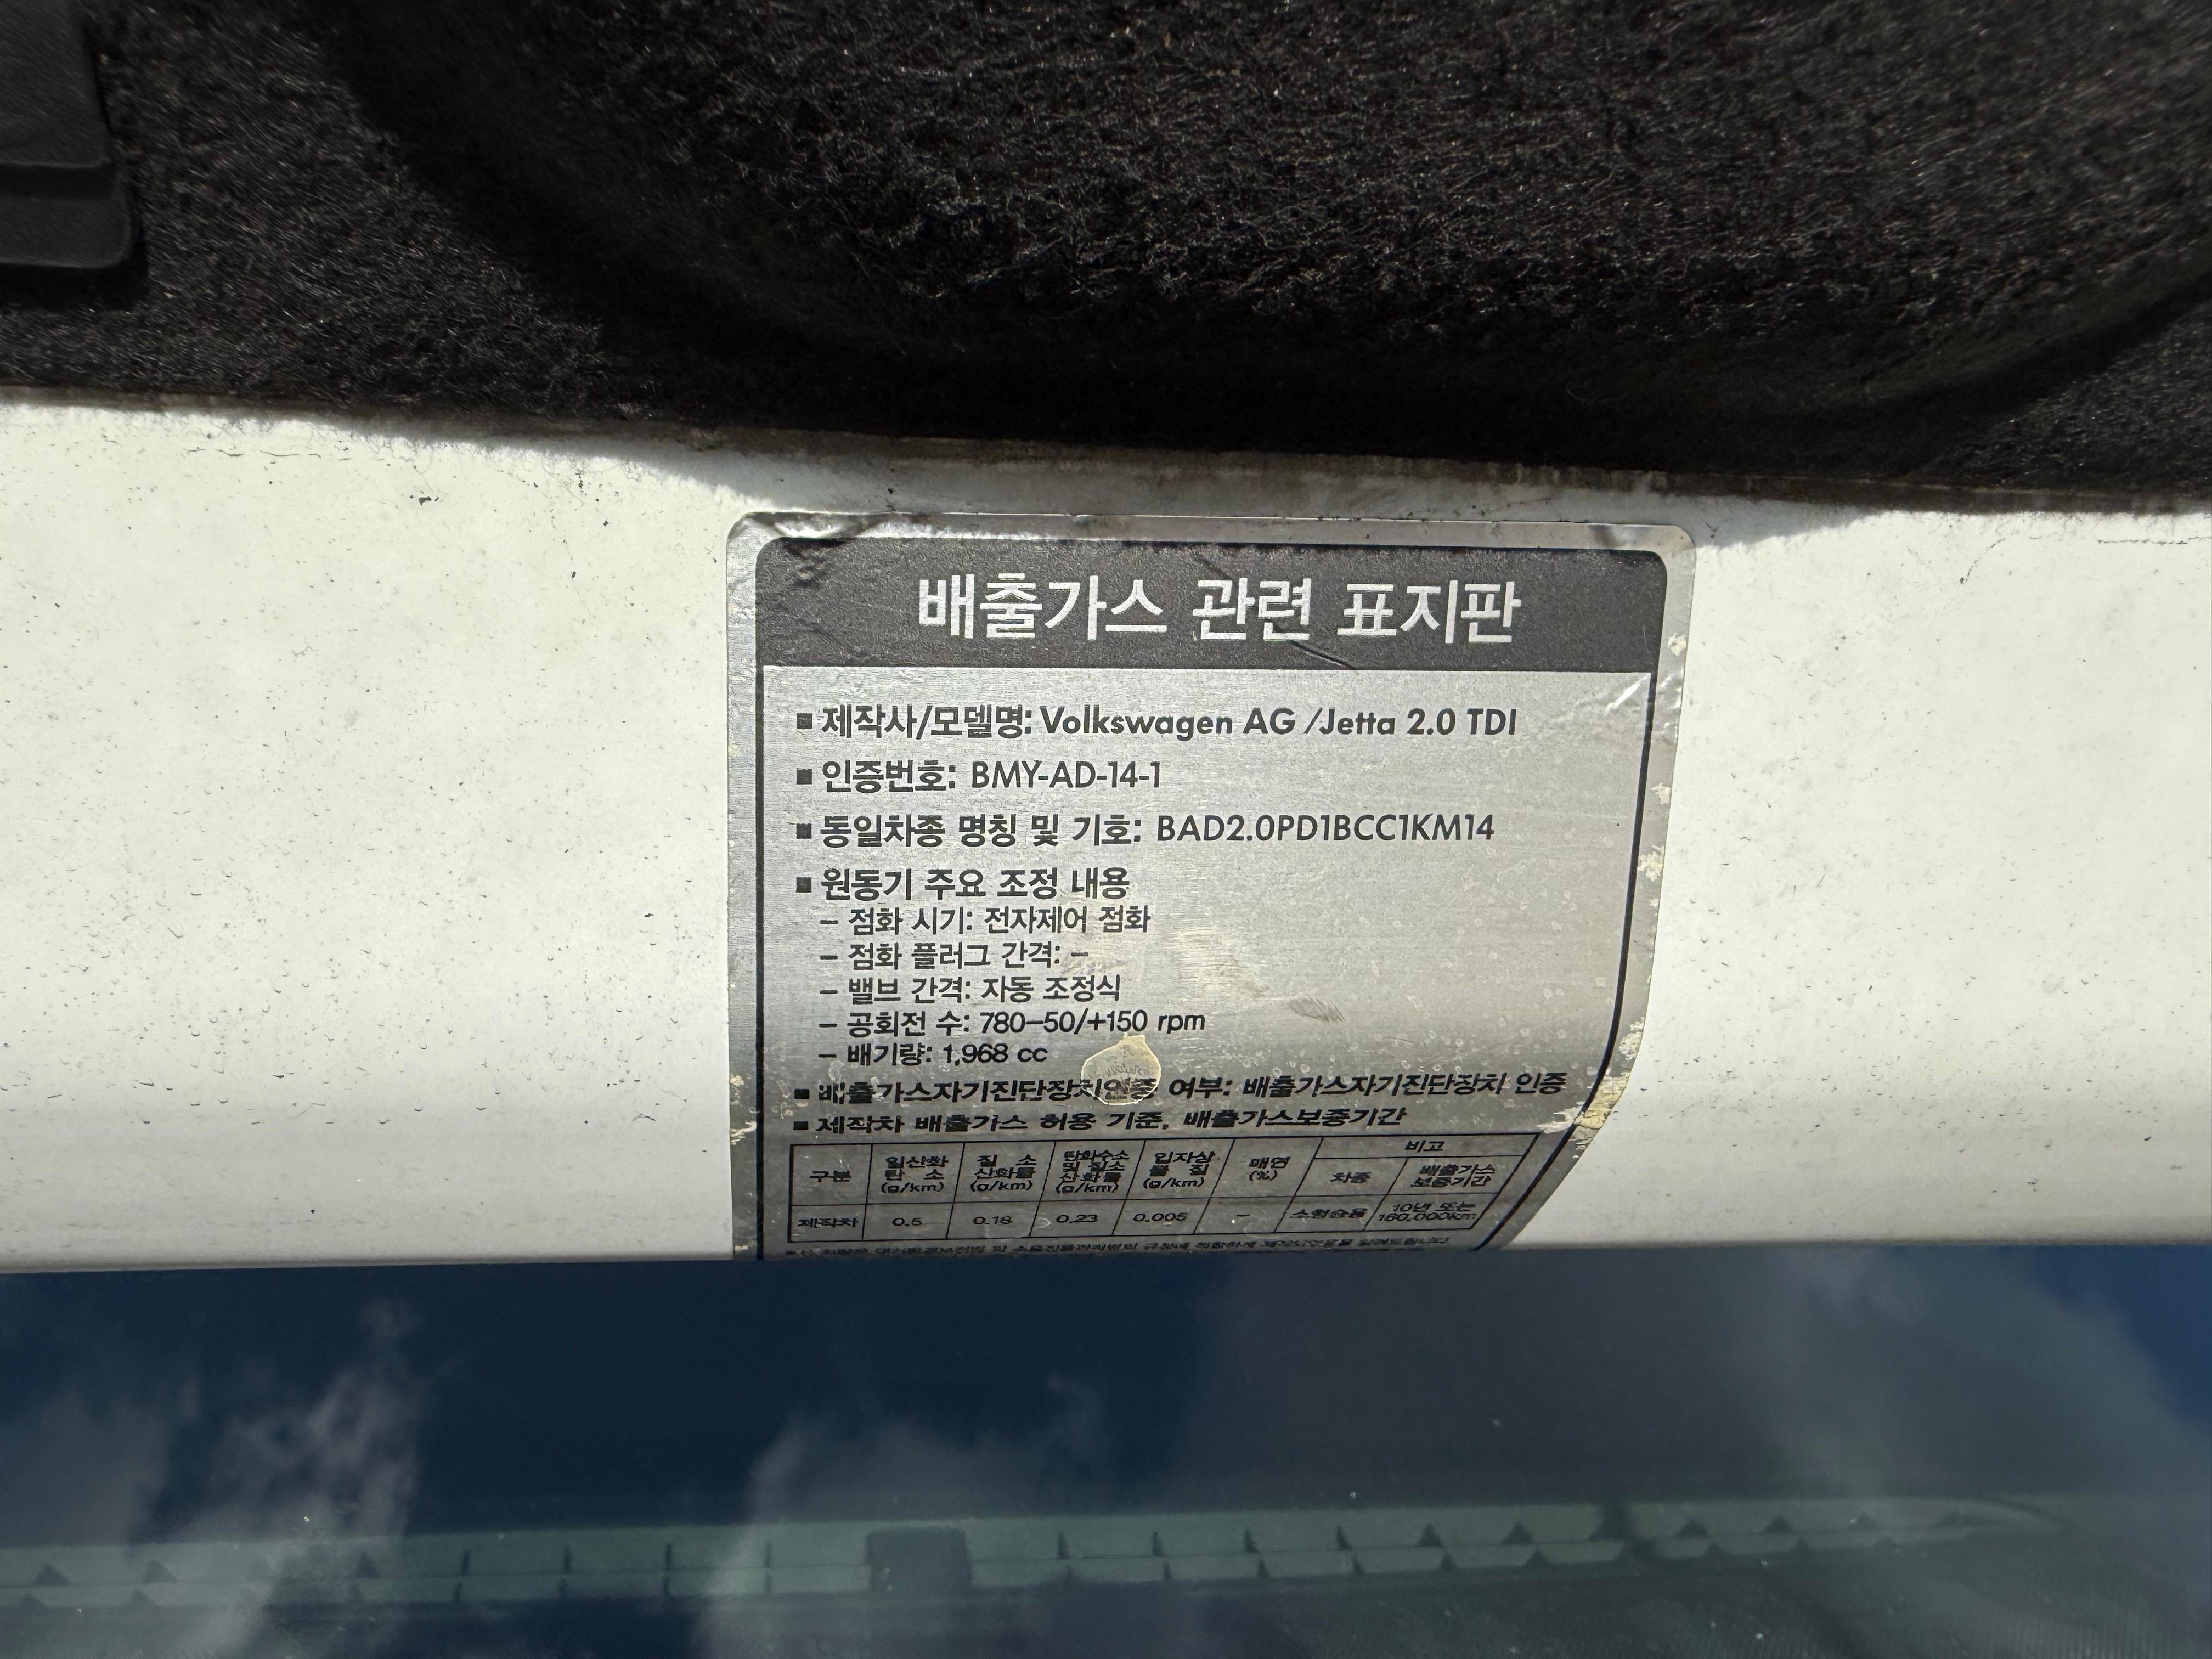 배출가스 관련 표지판
■ 제작사/모델명: Volkswagen AG /Jetta 2.0 TDI
■ 인증번호: BMY-AD-14-1
■ 동일차종 명칭 및 기호: BAD2.0PD1BCC1KM14
■ 원동기 주요 조정 내용
– 점화 시기: 전자제어 점화
– 점화 플러그 간격: –
– 밸브 간격: 자동 조정식
– 공회전 수: 780–50/+150 rpm
– 배기량: 1,968 cc
■ 배출가스자기진단장치인증 여부: 배출가스자기진단장치 인증
■ 제작차 배출가스 허용 기준, 배출가스보증기간
구분 일산화탄소 (g/km) 질소산화물 (g/km) 탄화수소 및 질소산화물 (g/km) 입자상물질 (g/km) 매연 (%) 비고
차종 배출가스 보증기간
제작차 0.5 0.18 0.23 0.005 – 소형승용 10년 또는 160,000km